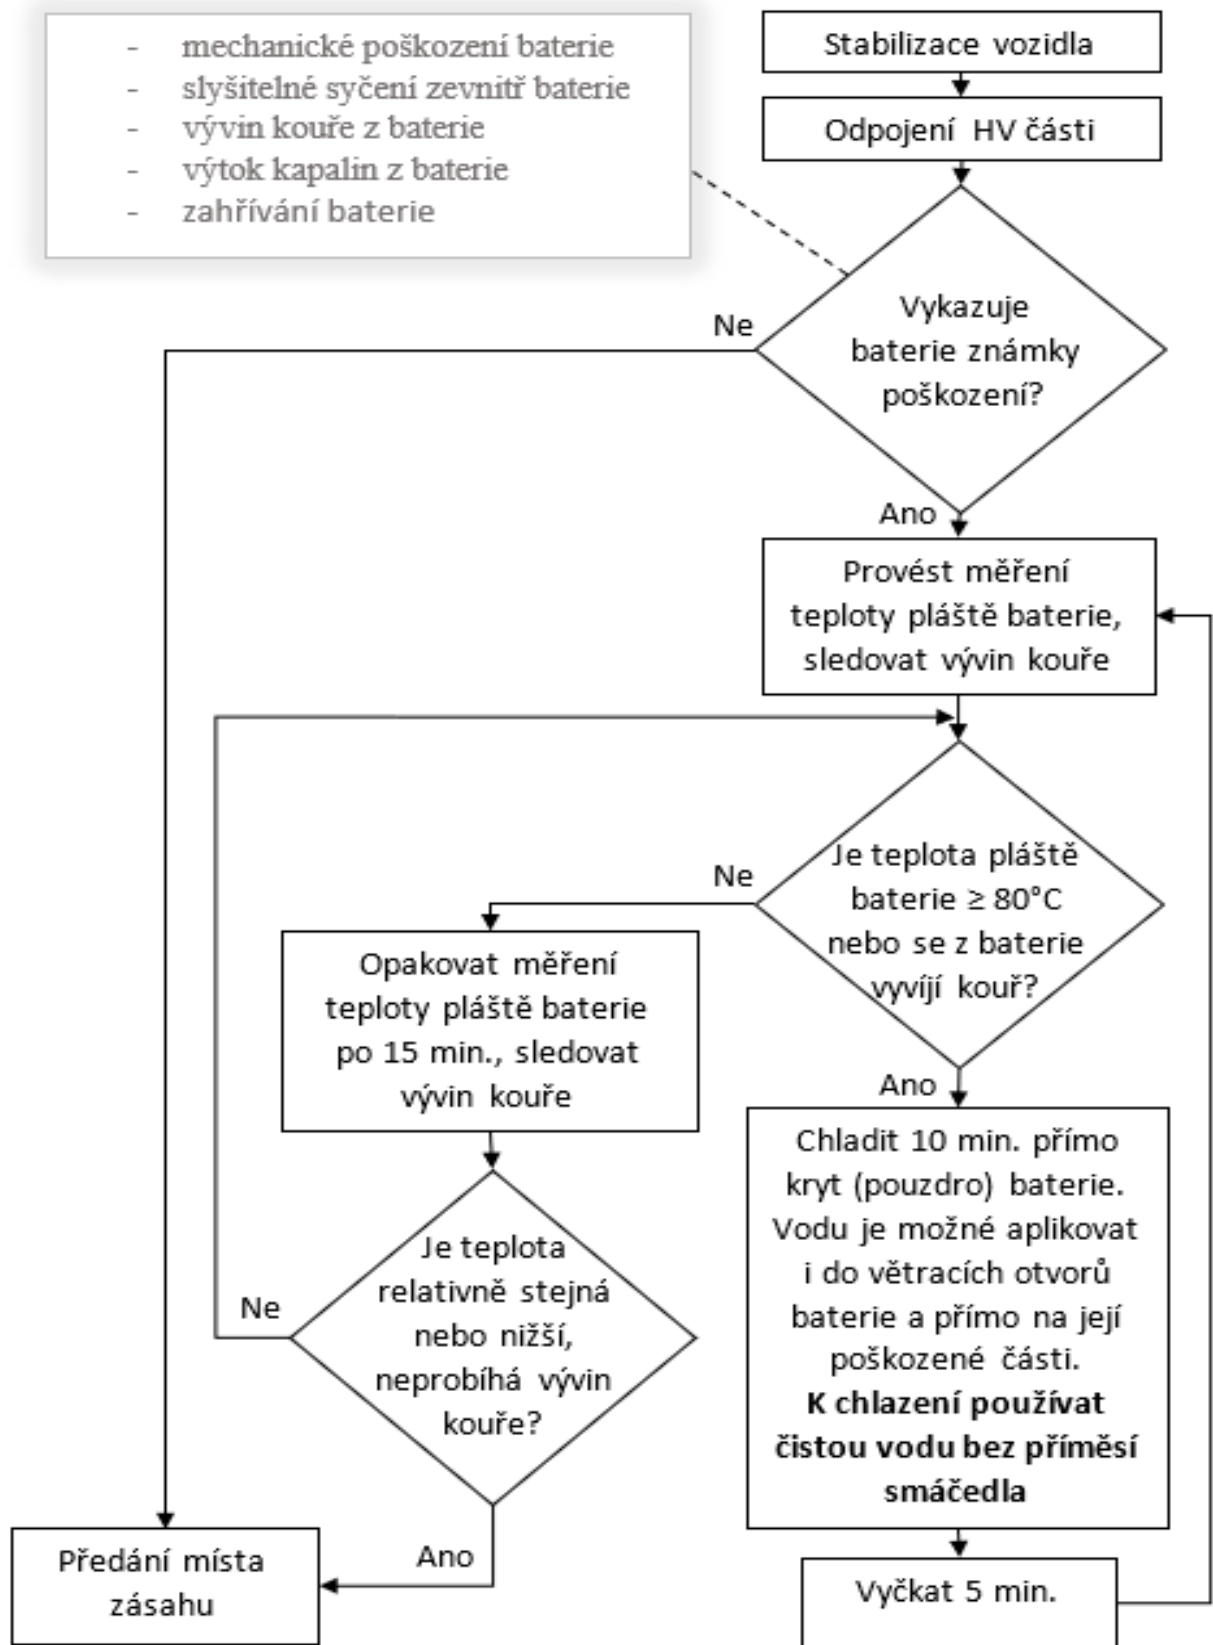 - mechanické poškození baterie
- slyšitelné syčení zevnitř baterie
- vývin kouře z baterie
- výtok kapalin z baterie
- zahřívání baterie
Stabilizace vozidla
Odpojení HV části
Vykazuje
baterie známky
poškození?
Ne
Ano
Provést měření
teploty pláště baterie,
sledovat vývin kouře
Je teplota pláště
baterie ≥ 80°C
nebo se z baterie
vyvíjí kouř?
Ne
Ano
Opakovat měření
teploty pláště baterie
po 15 min., sledovat
vývin kouře
Je teplota
relativně stejná
nebo nižší,
neprobíhá vývin
kouře?
Ne
Ano
Chladit 10 min. přímo
kryt (pouzdro) baterie.
Vodu je možné aplikovat
i do větracích otvorů
baterie a přímo na její
poškozené části.
K chlazení používat
čistou vodu bez příměsí
smáčedla
Vyčkat 5 min.
Předání místa
zásahu